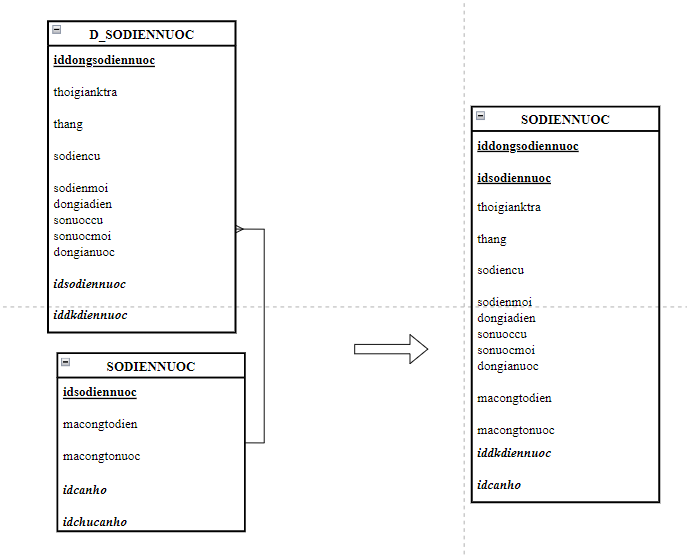 D_SODIENNUOC
iddongsodiennuoc
thoigianktra
thang
sodiencu
sodienmoi
dongiadien
sonuoccu
sonuocmoi
dongianuoc
idsodiennuoc
iddkdiennuoc
SODIENNUOC
idsodiennuoc
macongtodien
macongtonuoc
idcanho
idchucanho
SODIENNUOC
iddongsodiennuoc
idsodiennuoc
thoigianktra
thang
sodiencu
sodienmoi
dongiadien
sonuoccu
sonuocmoi
dongianuoc
macongtodien
macongtonuoc
iddkdiennuoc
idcanho